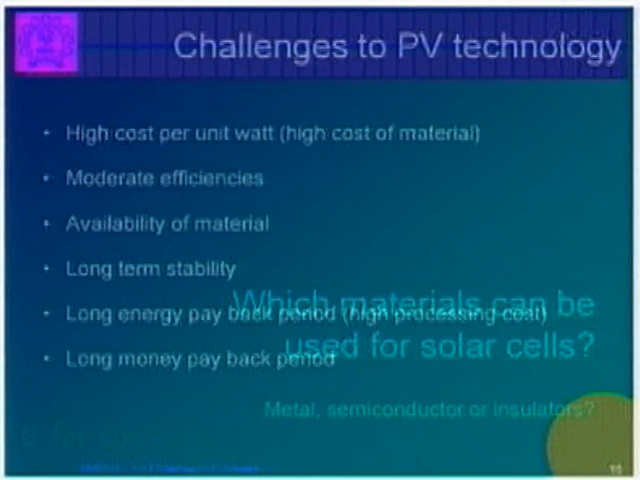 Challenges to PV technology
• High cost per unit watt (high cost of material)
• Moderate efficiencies
• Availability of material
• Long term stability
• Long energy pay back period (high processing cost)
• Long money pay back period
Which materials can be
used for solar cells?
Metal, semiconductor or insulators?